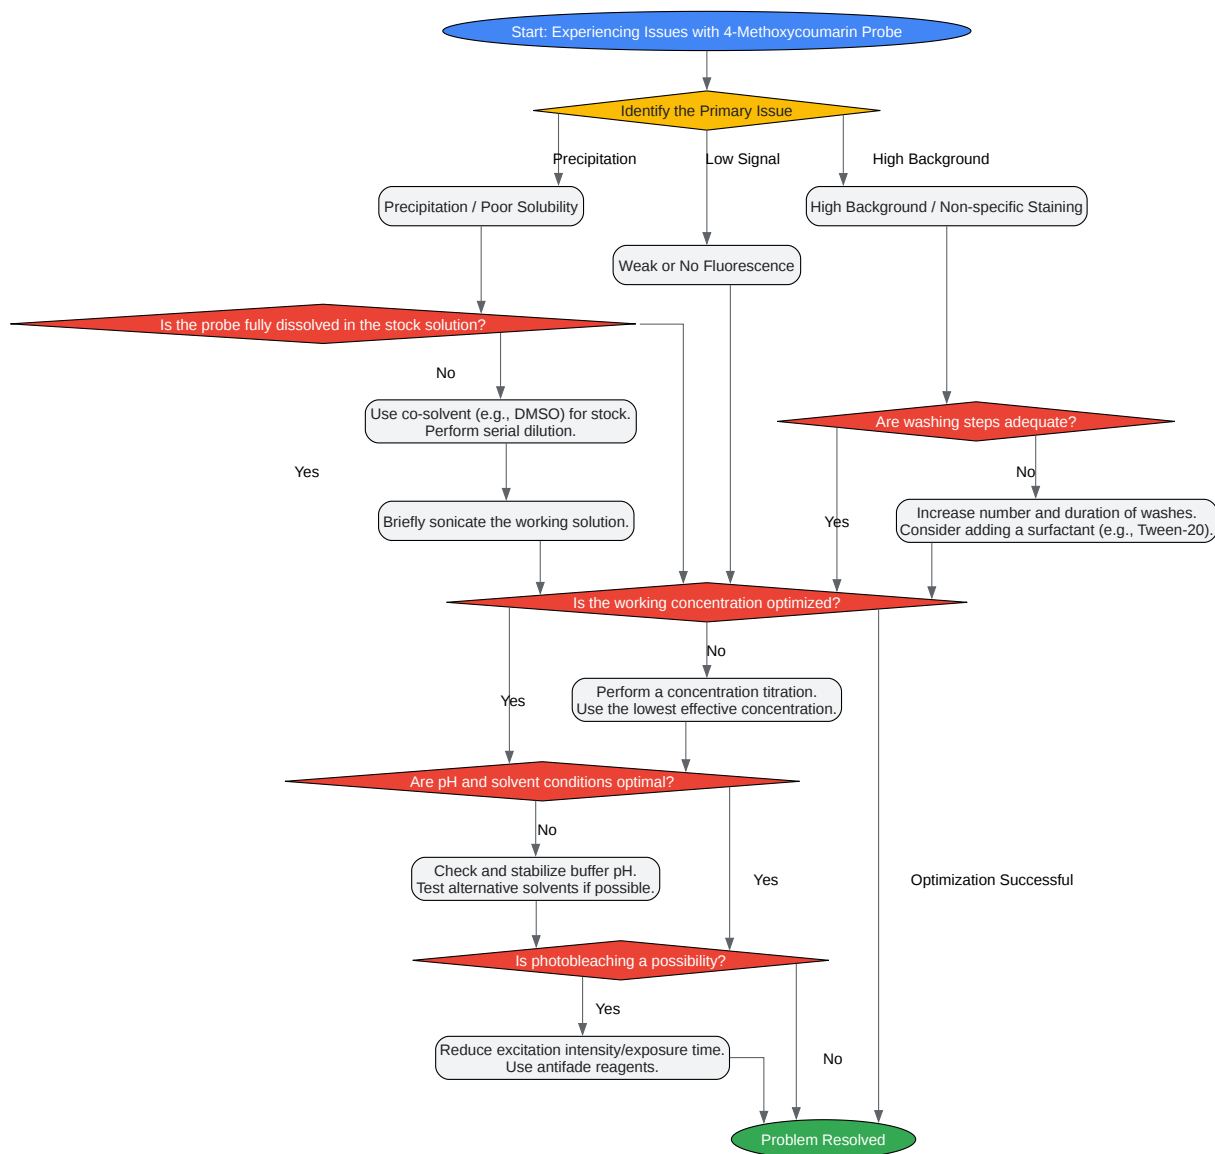 Start: Experiencing Issues with 4-Methoxycoumarin Probe
Identify the Primary Issue
Precipitation
Low Signal
High Background
Precipitation / Poor Solubility
High Background / Non-specific Staining
Weak or No Fluorescence
Is the probe fully dissolved in the stock solution?
No
Use co-solvent (e.g., DMSO) for stock.
Perform serial dilution.
Are washing steps adequate?
Yes
No
Briefly sonicate the working solution.
Yes
Increase number and duration of washes.
Consider adding a surfactant (e.g., Tween-20).
Is the working concentration optimized?
No
Yes
Perform a concentration titration.
Use the lowest effective concentration.
Are pH and solvent conditions optimal?
No
Check and stabilize buffer pH.
Test alternative solvents if possible.
Yes
Optimization Successful
Is photobleaching a possibility?
Yes
Reduce excitation intensity/exposure time.
Use antifade reagents.
No
Problem Resolved